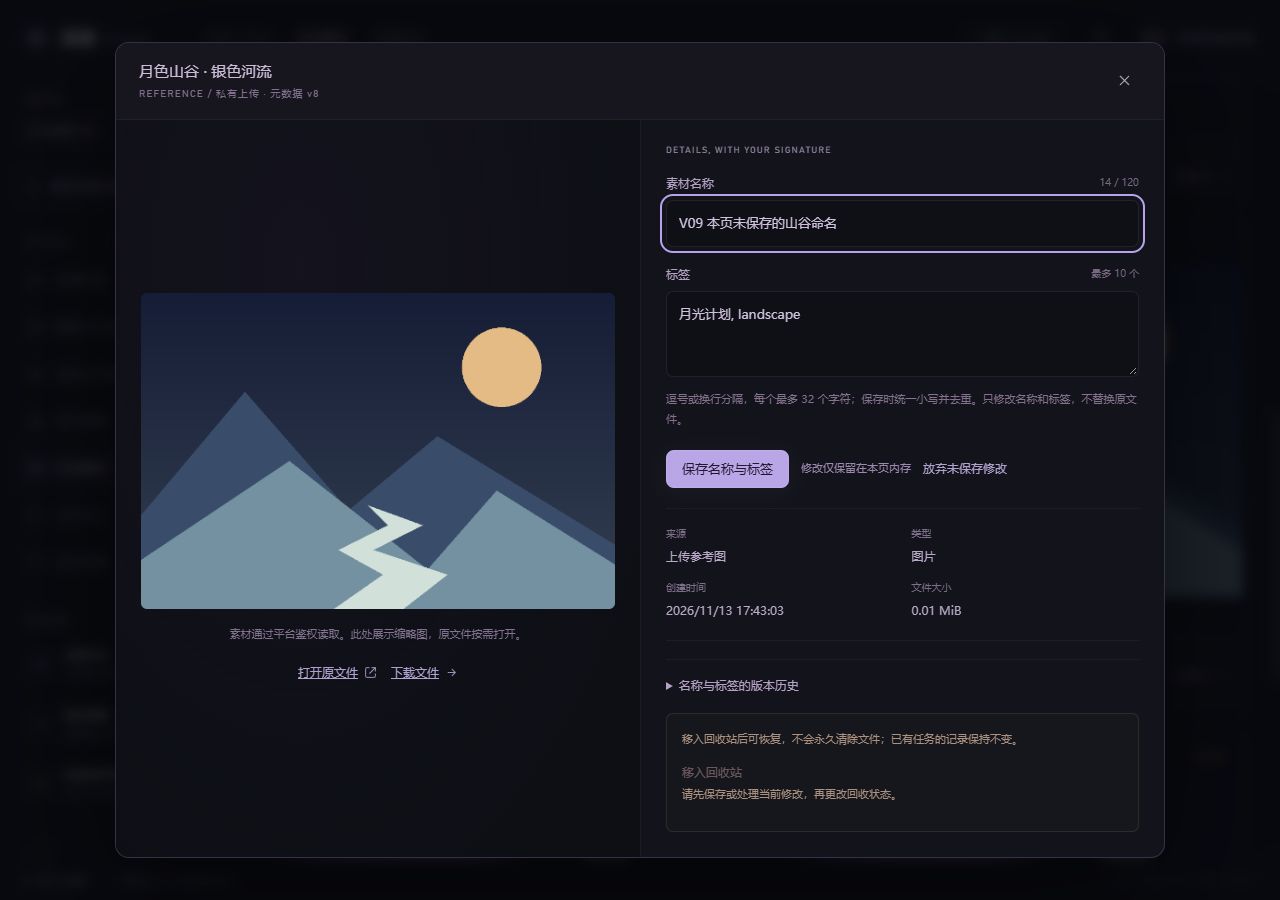 月色山谷 · 银色河流
REFERENCE / 私有上传 · 元数据 v8
素材通过平台鉴权读取。此处展示缩略图，原文件按需打开。
打开原文件
下载文件 →
DETAILS, WITH YOUR SIGNATURE
素材名称
14 / 120
V09 本页未保存的山谷命名
标签
最多 10 个
月光计划, landscape
逗号或换行分隔，每个最多 32 个字符；保存时统一小写并去重。只修改名称和标签，不替换原文
件。
保存名称与标签
修改仅保留在本页内存
放弃未保存修改
来源
类型
上传参考图
图片
创建时间
文件大小
2026/11/13 17:43:03
0.01 MiB
名称与标签的版本历史
移入回收站后可恢复，不会永久清除文件；已有任务的记录保持不变。
移入回收站
请先保存或处理当前修改，再更改回收状态。